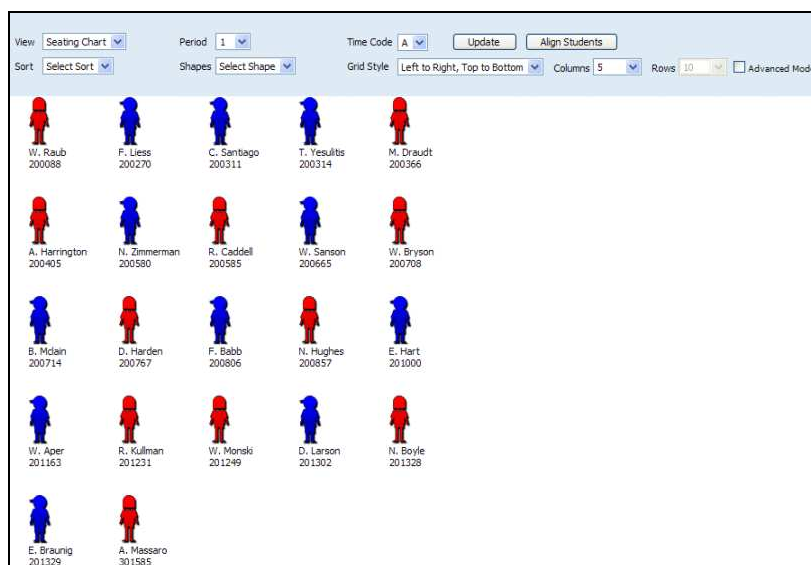 View Seating Chart Period 1 Time Code A Update Align Students
Sort Select Sort Shapes Select Shape Grid Style Left to Right, Top to Bottom Columns 5 Rows 10 Advanced Mod
W. Raub F. Liess C. Santiago T. Yesulitis M. Draudt
200088 200270 200311 200314 200366
A. Harrington N. Zimmerman R. Caddell W. Sanson W. Bryson
200405 200580 200585 200665 200708
B. Mclain D. Harden F. Babb N. Hughes E. Hart
200714 200767 200806 200857 201000
W. Aper R. Kullman W. Monski D. Larson N. Boyle
201163 201231 201249 201302 201328
E. Braunig A. Massaro
201329 301585